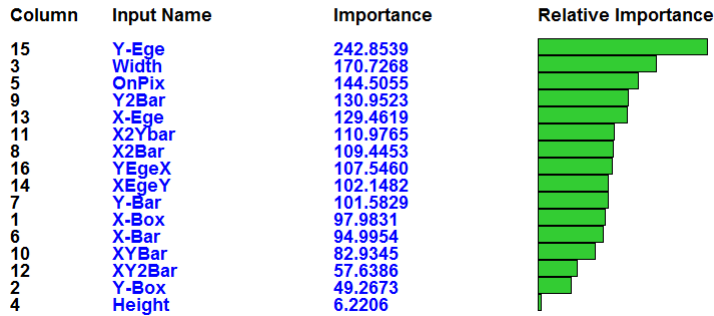 Column Input Name Importance Relative Importance
15 Y-Ege 242.8539
3 Width 170.7268
5 OnPix 144.5055
9 Y2Bar 130.9523
13 X-Ege 129.4619
11 X2Ybar 110.9765
8 X2Bar 109.4453
16 YEgeX 107.5460
14 XEgeY 102.1482
7 Y-Bar 101.5829
1 X-Box 97.9831
6 X-Bar 94.9954
10 XYBar 82.9345
12 XY2Bar 57.6386
2 Y-Box 49.2673
4 Height 6.2206